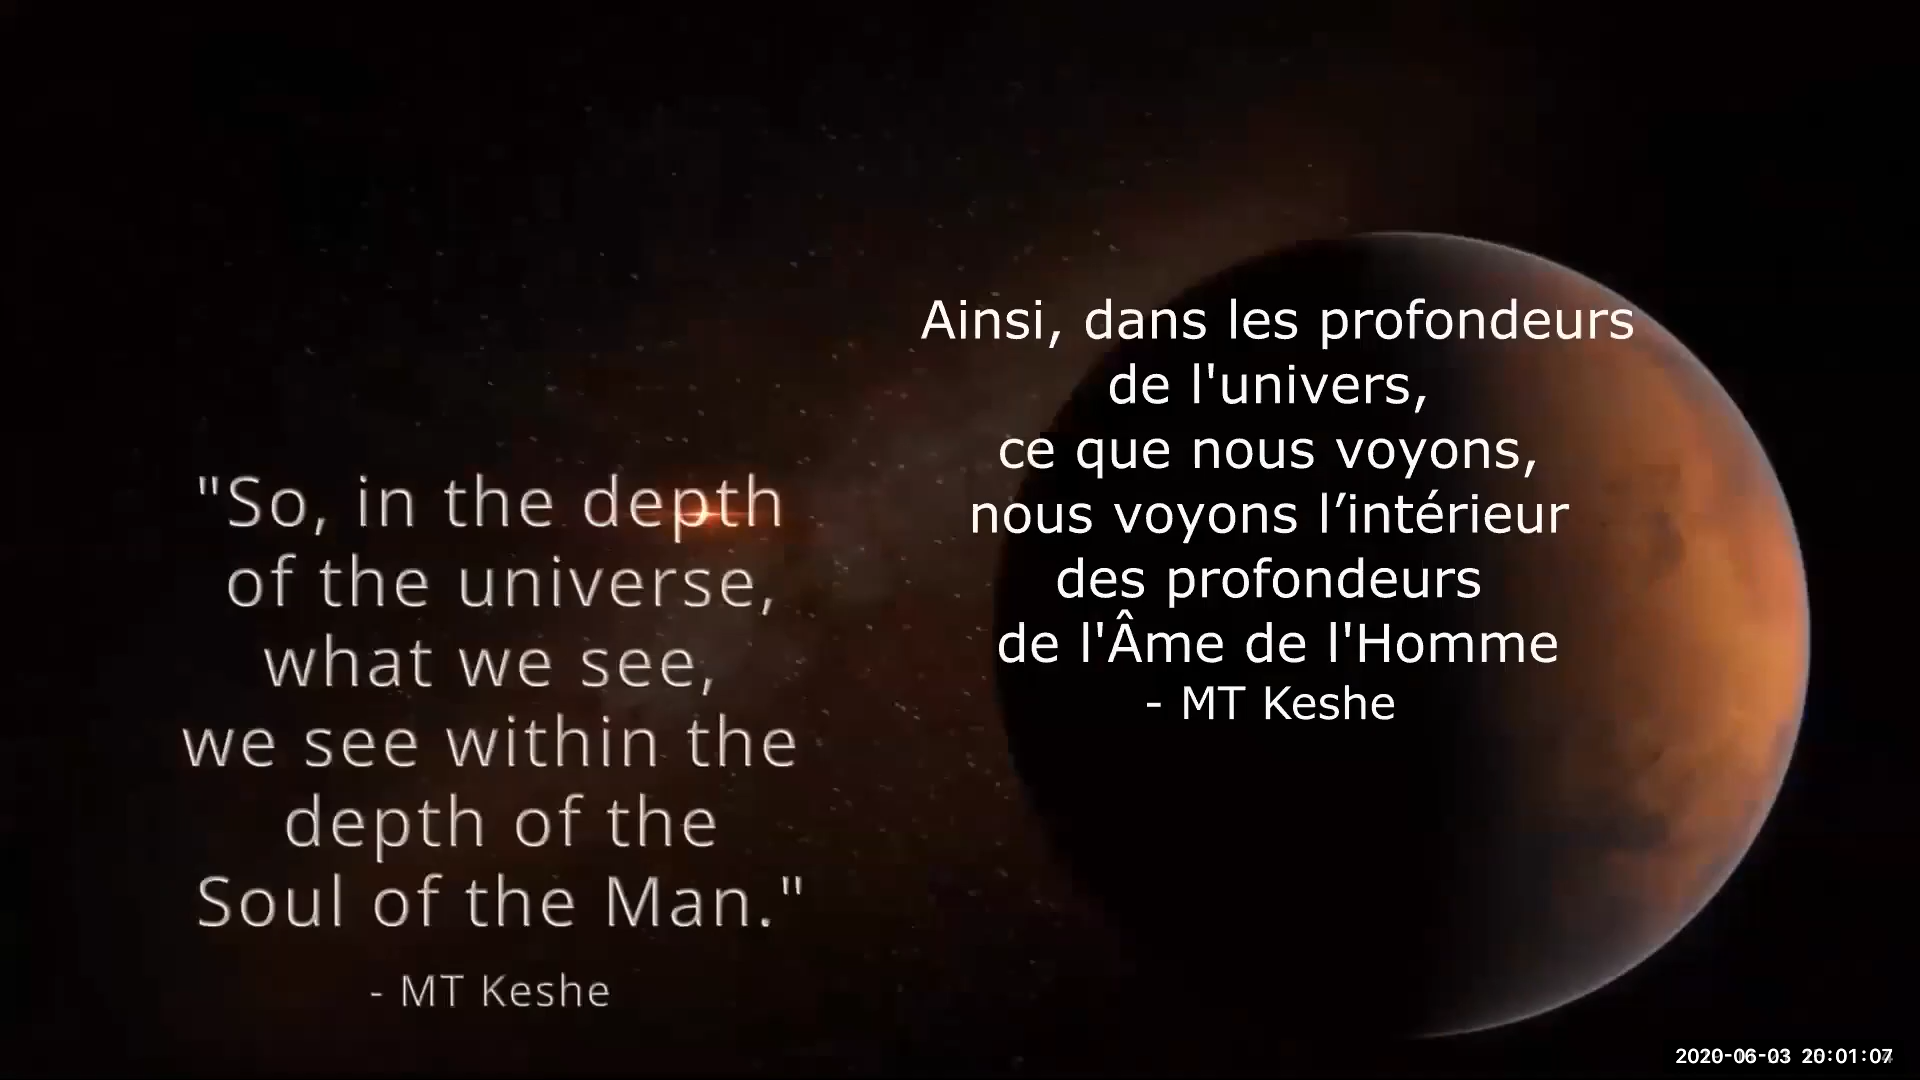 "So, in the depth
of the universe,
what we see,
we see within the
depth of the
Soul of the Man."
- MT Keshe
Ainsi, dans les profondeurs
de l'univers,
ce que nous voyons,
nous voyons l’intérieur
des profondeurs
de l'Âme de l'Homme
- MT Keshe
2020-06-03 20:01:07